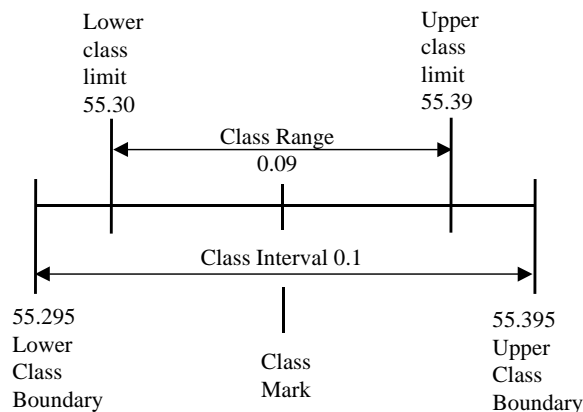 Lower
class
limit
55.30
Upper
class
limit
55.39
Class Range
0.09
Class Interval 0.1
55.295
Lower
Class
Boundary
Class
Mark
55.395
Upper
Class
Boundary